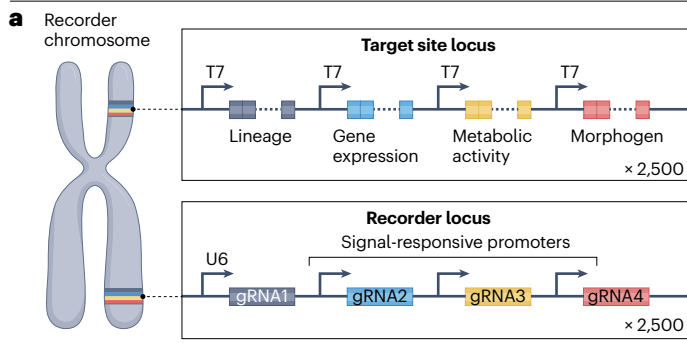 a
Recorder
chromosome
Target site locus
T7 T7 T7 T7
Lineage
Gene
expression
Metabolic
activity
Morphogen
× 2,500
Recorder locus
Signal-responsive promoters
U6
gRNA1 gRNA2 gRNA3 gRNA4
× 2,500